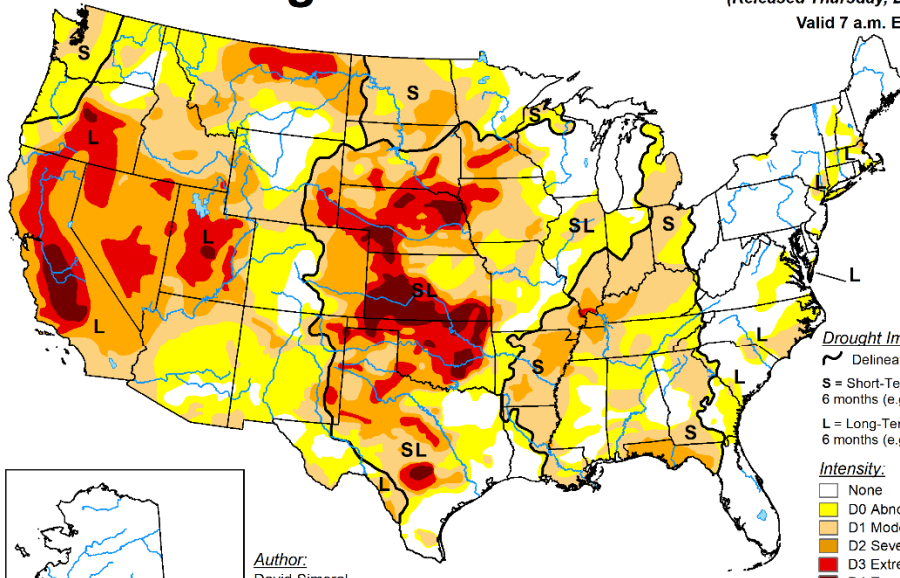 (Released Thursday,
Valid 7 a.m. E
S
S
S
L
L
L
L
SL
S
L
SL
S
L
L
S
SL
L
Drought Im
Delinea
S = Short-Te
6 months (e.g
L = Long-Ter
6 months (e.g
Intensity:
None
D0 Abno
D1 Mode
D2 Seve
D3 Extre
Author: